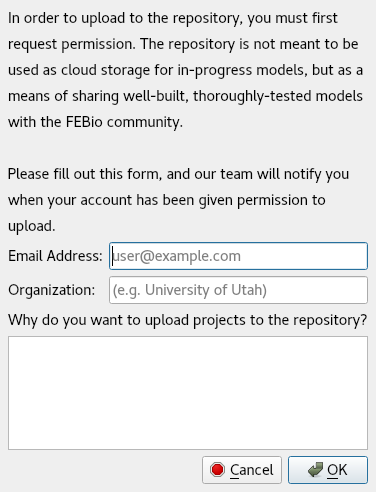 In order to upload to the repository, you must first
request permission. The repository is not meant to be
used as cloud storage for in-progress models, but as a
means of sharing well-built, thoroughly-tested models
with the FEBio community.
Please fill out this form, and our team will notify you
when your account has been given permission to
upload.
Email Address: user@example.com
Organization: (e.g. University of Utah)
Why do you want to upload projects to the repository?
Cancel OK